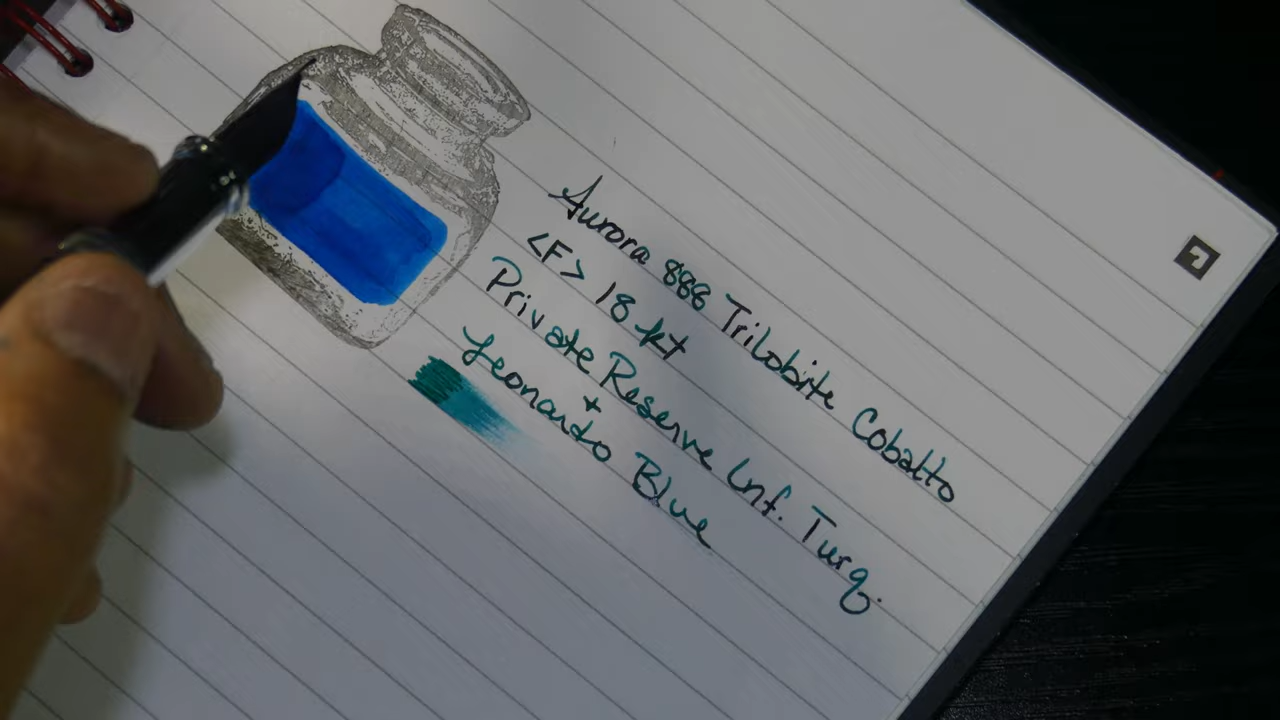 Aurora 888 Trilobite Cobalto
<F> 18 kt
Private Reserve Inf. Turq.
+
Leonardo Blue